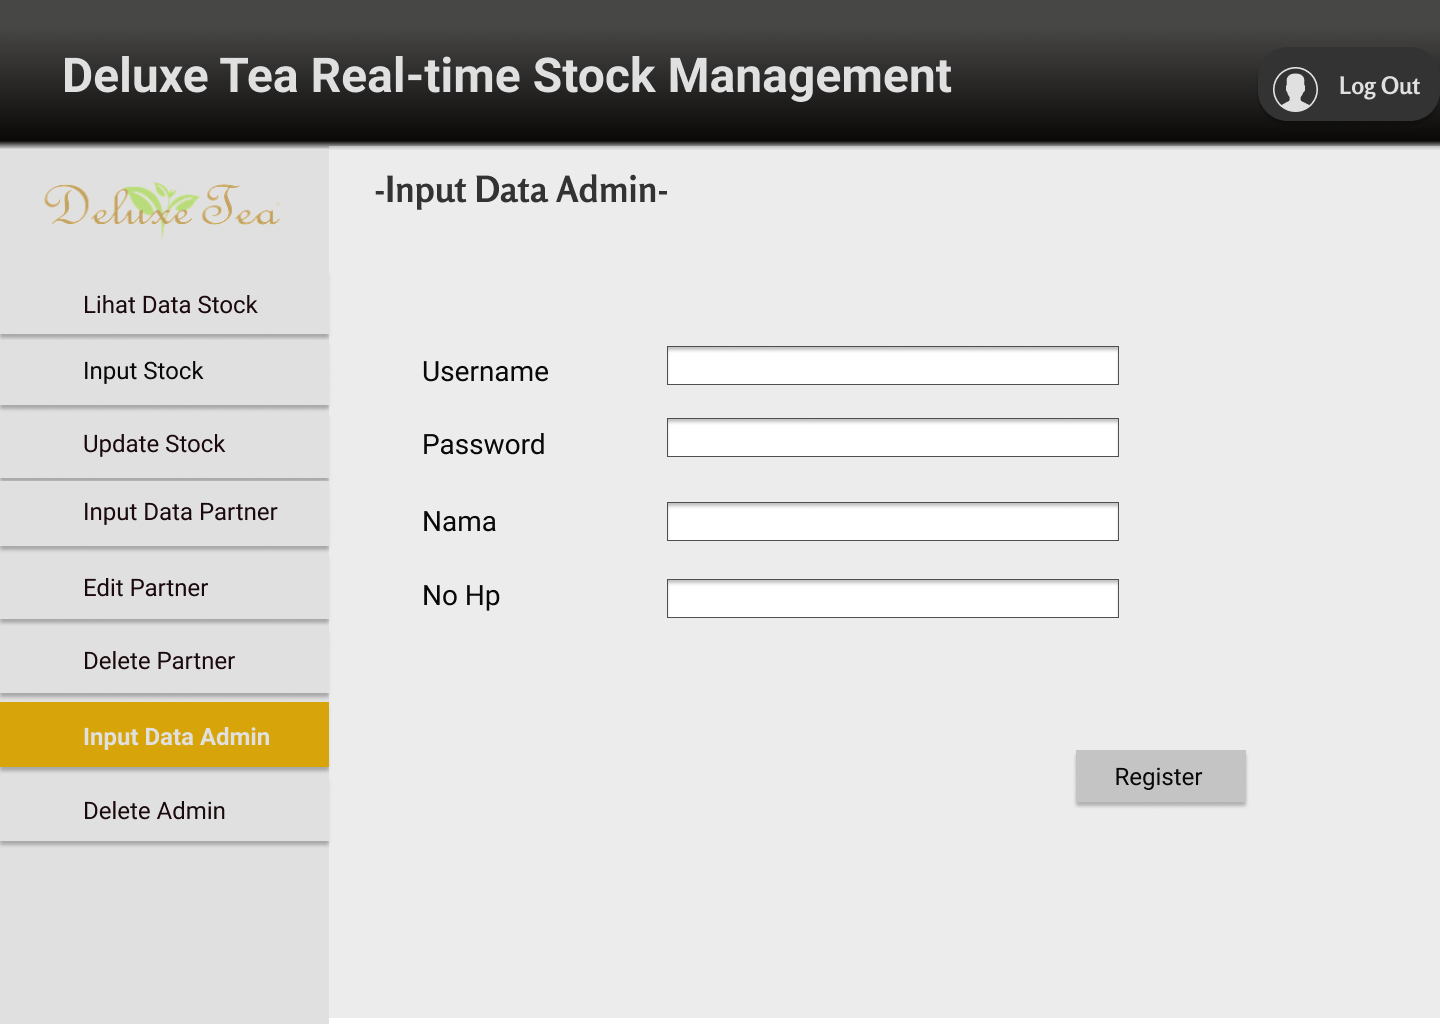 Deluxe Tea Real-time Stock Management
Log Out
Deluxe Tea
-Input Data Admin-
Lihat Data Stock
Input Stock
Update Stock
Input Data Partner
Edit Partner
Delete Partner
Input Data Admin
Delete Admin
Username
Password
Nama
No Hp
Register